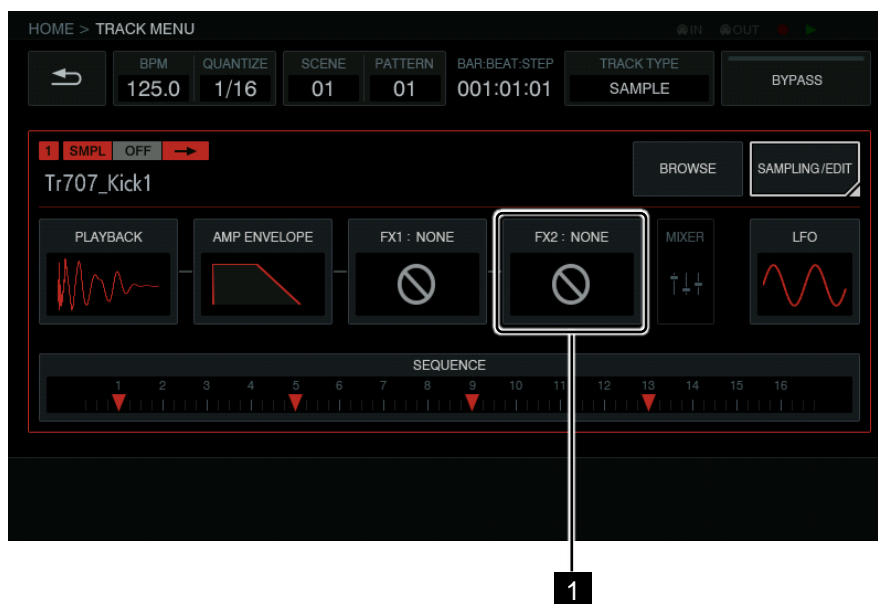 HOME > TRACK MENU
IN OUT
BPM QUANTIZE SCENE PATTERN BAR:BEAT:STEP TRACK TYPE
125.0 1/16 01 01 001:01:01 SAMPLE BYPASS
1 SMPL OFF
Tr707_Kick1
BROWSE SAMPLING/EDIT
PLAYBACK AMP ENVELOPE FX1 : NONE FX2 : NONE MIXER LFO
SEQUENCE
1 2 3 4 5 6 7 8 9 10 11 12 13 14 15 16
1